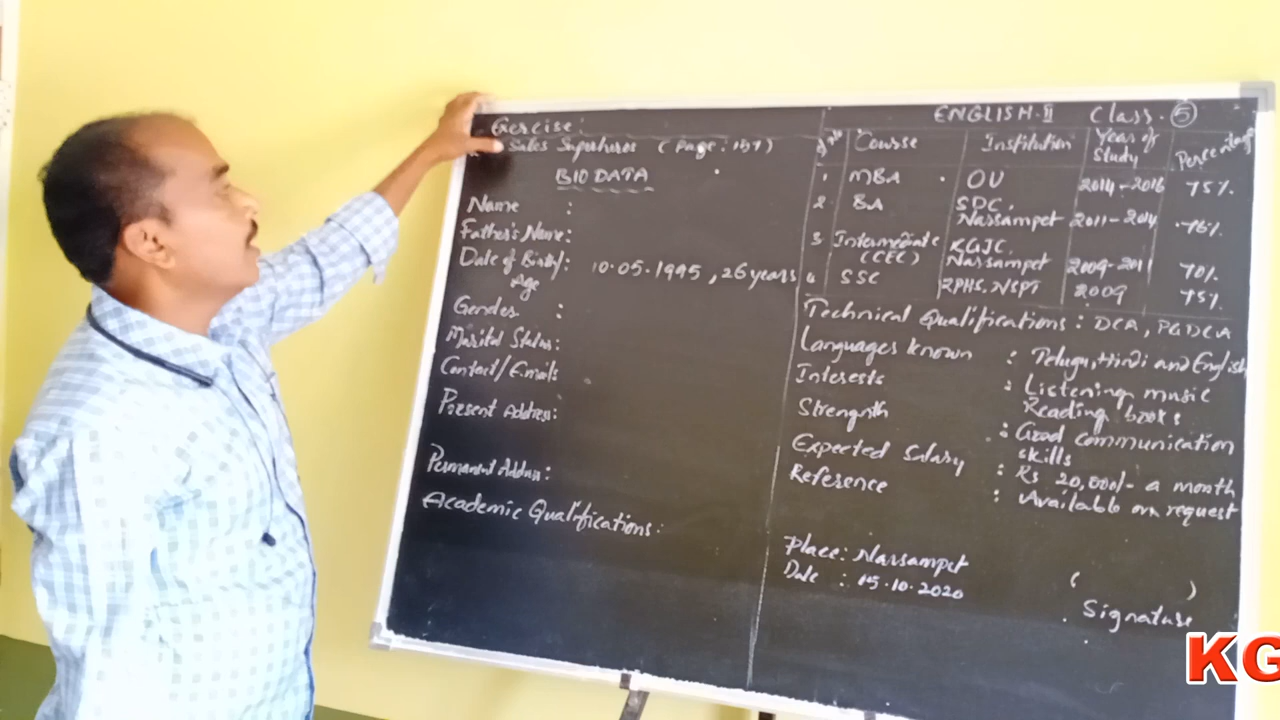 Exercise:
Sales Superheros (Page: 157)
BIO DATA
Name :
Father's Name:
Date of Birth/ : 10.05.1995, 26 years
Age
Gender :
Marital Status:
Contact/E.mail:
Present Address:
Permanent Address:
Academic Qualifications:
ENGLISH-II Class. 5
Course Institution Year of Study Percentage
1 MBA OU 2014-2016 75%
2 BA SDC, Narsampet 2011-2014 76%
3 Intermediate (CEC) KGJC, Narsampet 2009-2011 70%
4 SSC ZPHS, NSPT 2009 75%
Technical Qualifications: DCA, PGDCA
Languages Known : Telugu, Hindi and English
Interests : Listening music
Reading books
Strength : Good communication
skills
Expected Salary : Rs 20,000/- a month
Reference : Available on request
Place: Narsampet
Date : 05.10.2020
( )
Signature
KG